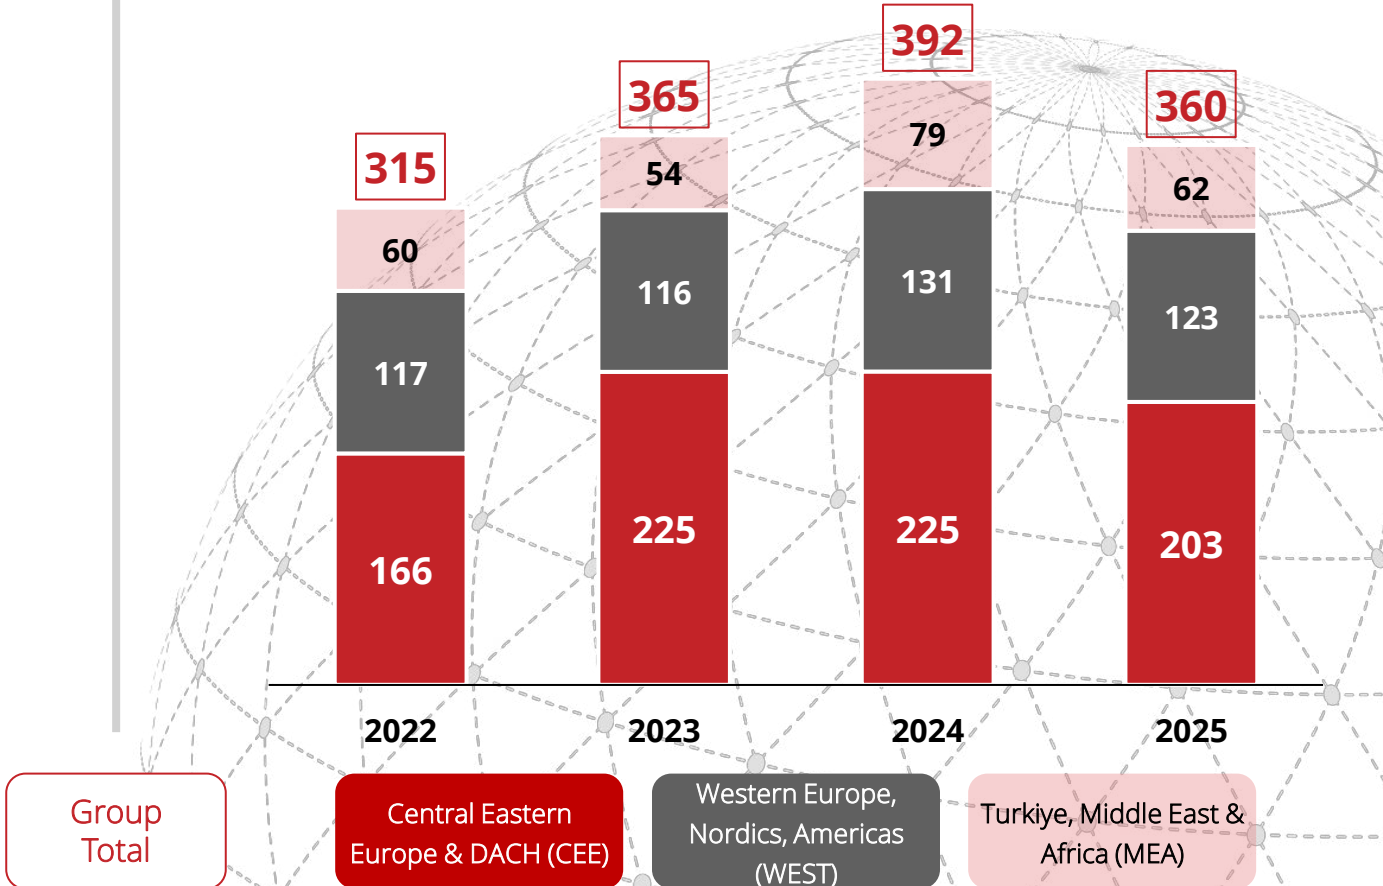 392
365
360
315
79
54
62
60
131
116
123
117
225
225
203
166
2022
2023
2024
2025
Group
Total
Central Eastern
Europe & DACH (CEE)
Western Europe,
Nordics, Americas
(WEST)
Turkiye, Middle East &
Africa (MEA)